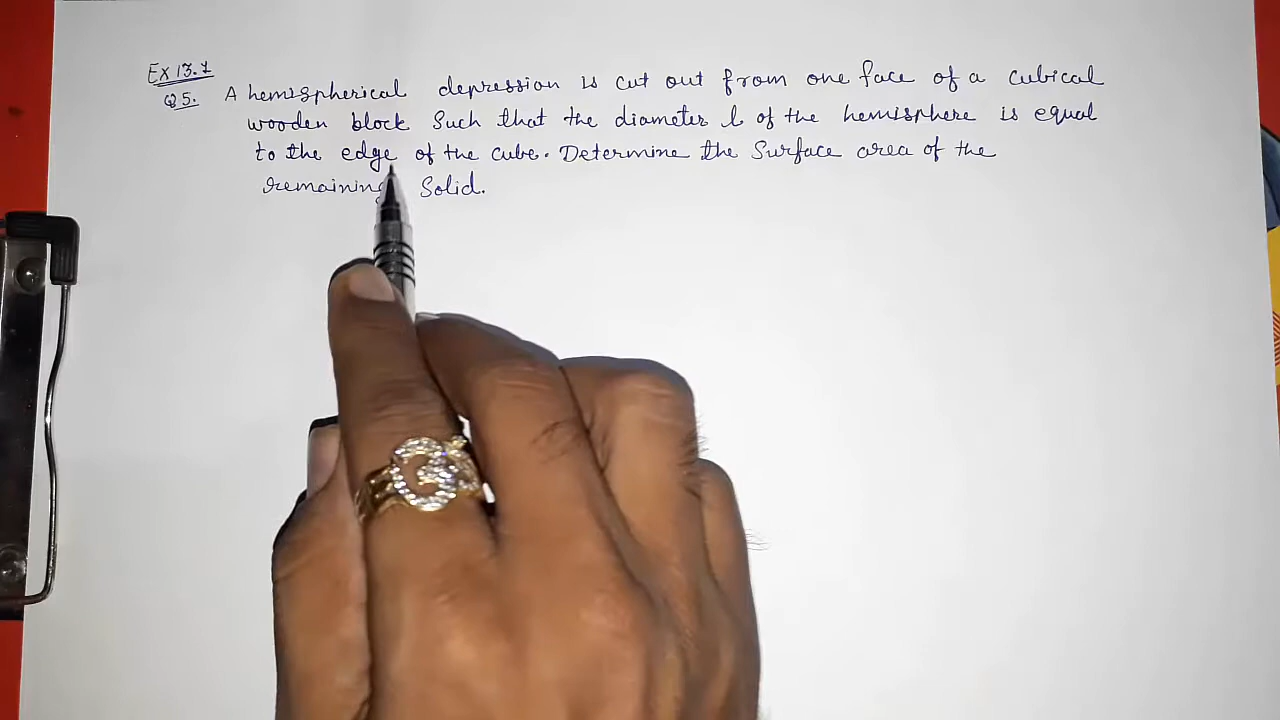 Ex 13.1
Q5. A hemispherical depression is cut out from one face of a cubical
wooden block Such that the diameter l of the hemisphere is equal
to the edge of the cube. Determine the Surface area of the
remaining Solid.